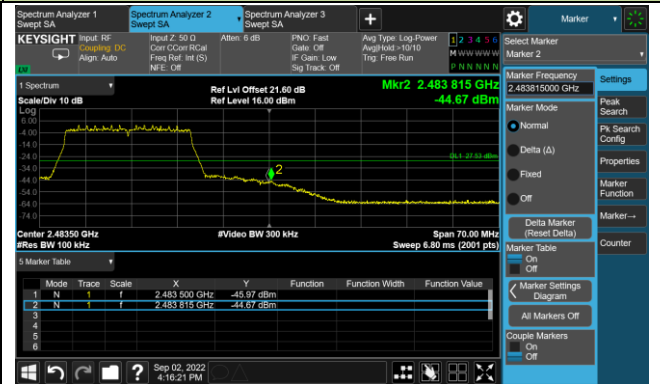 Spectrum Analyzer 1
Swept SA
Spectrum Analyzer 2
Swept SA
Spectrum Analyzer 3
Swept SA
Marker
KEYSIGHT
Input: RF
Coupling: DC
Align: Auto
Input Z: 50 Ω
Corr CCorr RCal
Freq Ref: Int (S)
NFE: Off
Atten: 6 dB
PNO: Fast
Gate: Off
IF Gain: Low
Sig Track: Off
Avg Type: Log-Power
Avg|Hold:>10/10
Trig: Free Run
1 2 3 4 5 6
M W W W W W
P N N N N N
Select Marker
Marker 2
1 Spectrum
Scale/Div 10 dB
Ref Lvl Offset 21.60 dB
Ref Level 16.00 dBm
Mkr2 2.483 815 GHz
-44.67 dBm
Log
6.00
-4.00
-14.0
-24.0
-34.0
-44.0
-54.0
-64.0
-74.0
DL1 -27.53 dBm
2
Center 2.48350 GHz
#Res BW 100 kHz
#Video BW 300 kHz
Span 70.00 MHz
Sweep 6.80 ms (2001 pts)
5 Marker Table
Mode Trace Scale X Y Function Function Width Function Value
1 N 1 f 2.483 500 GHz -45.97 dBm
2 N 1 f 2.483 815 GHz -44.67 dBm
3
4
5
6
Marker Frequency
2.483815000 GHz
Marker Mode
Normal
Delta (Δ)
Fixed
Off
Delta Marker
(Reset Delta)
Marker Table
On
Off
Marker Settings
Diagram
All Markers Off
Couple Markers
On
Off
Settings
Peak
Search
Pk Search
Config
Properties
Marker
Function
Marker→
Counter
Sep 02, 2022
4:16:21 PM